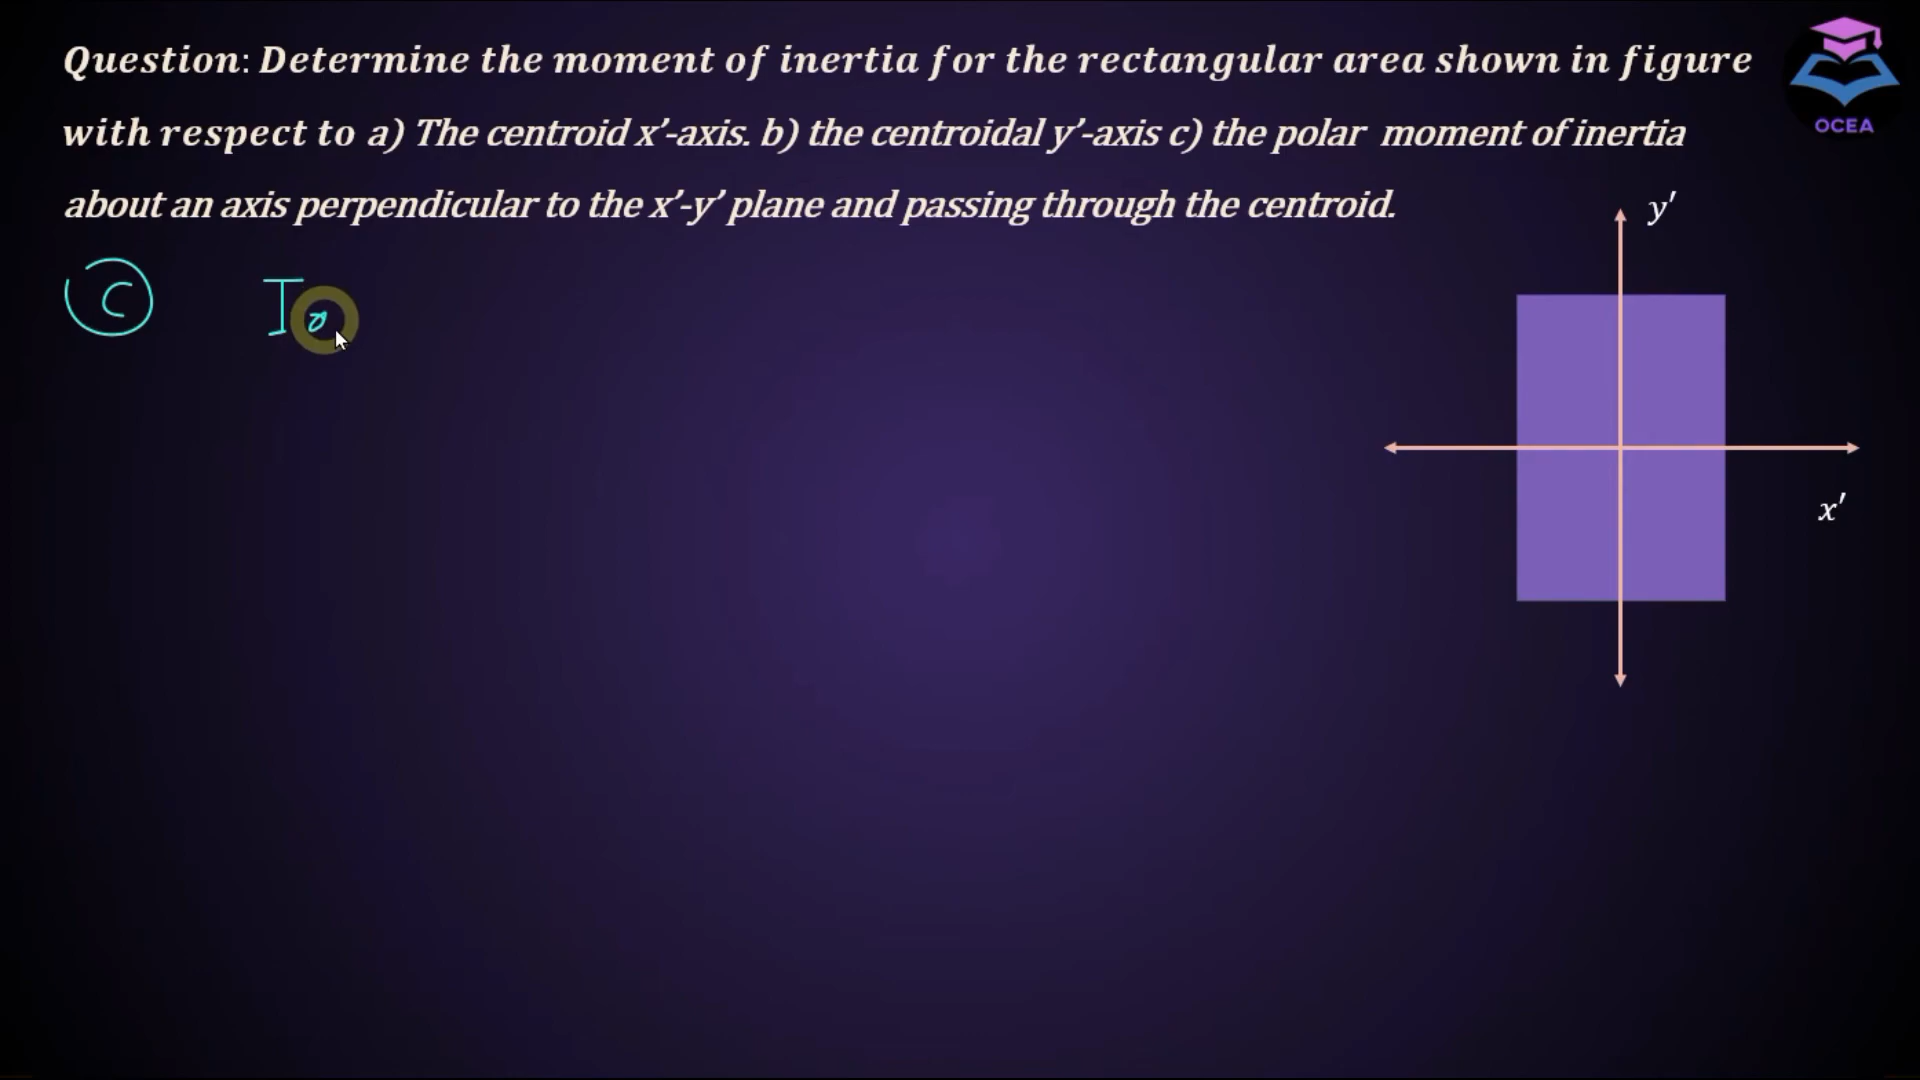 Question: Determine the moment of inertia for the rectangular area shown in figure
with respect to a) The centroid x’-axis. b) the centroidal y’-axis c) the polar moment of inertia
about an axis perpendicular to the x’-y’ plane and passing through the centroid.
OCEA
y′
C I₀
x′